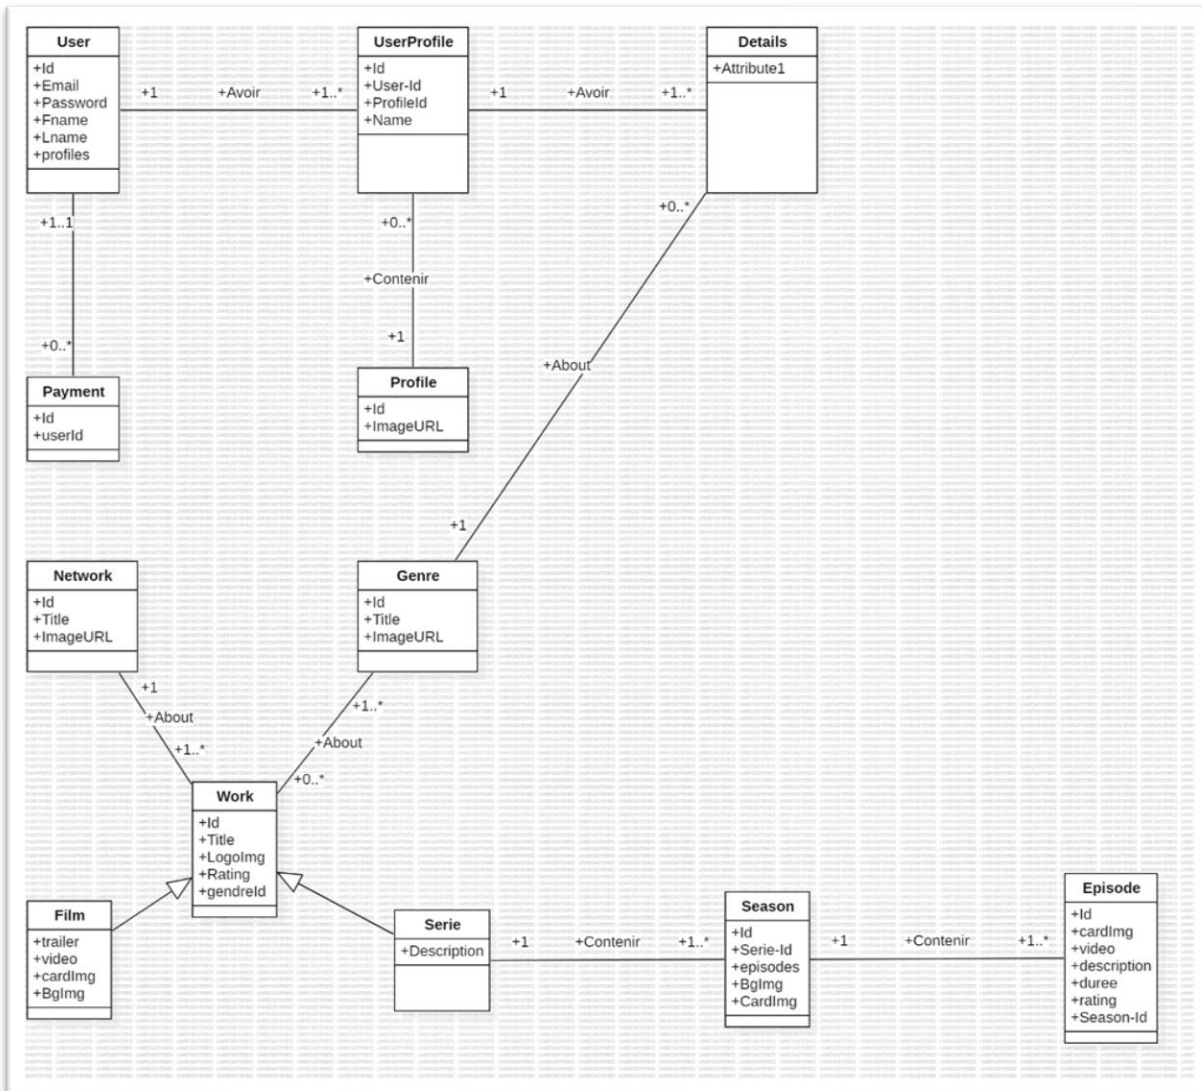 User
+Id
+Email
+Password
+Fname
+Lname
+profiles
+1
+Avoir
+1..*
UserProfile
+Id
+User-Id
+ProfileId
+Name
+1
+Avoir
+1..*
Details
+Attribute1
+1..1
+0..*
Payment
+Id
+userId
+0..*
+Contenir
+1
Profile
+Id
+ImageURL
+0..*
+About
+1
Network
+Id
+Title
+ImageURL
Genre
+Id
+Title
+ImageURL
+1
+About
+1..*
+1..*
+About
+0..*
Work
+Id
+Title
+LogoImg
+Rating
+gendreId
Film
+trailer
+video
+cardImg
+BgImg
Serie
+Description
+1
+Contenir
+1..*
Season
+Id
+Serie-Id
+episodes
+BgImg
+CardImg
+1
+Contenir
+1..*
Episode
+Id
+cardImg
+video
+description
+duree
+rating
+Season-Id